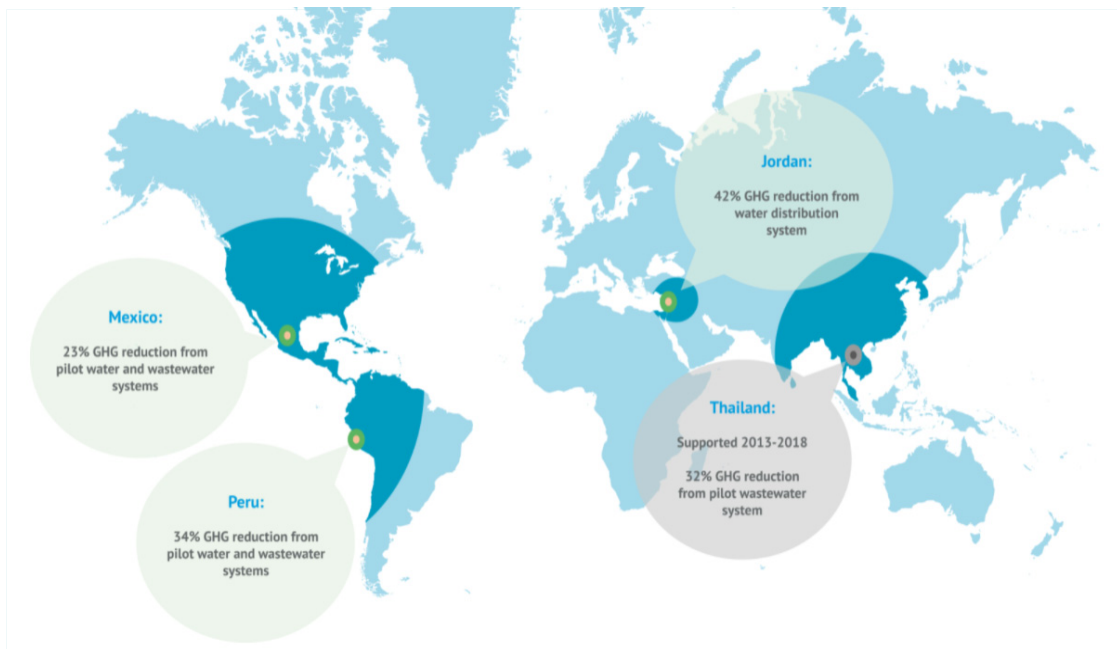 Jordan:
42% GHG reduction from
water distribution
system
Mexico:
23% GHG reduction from
pilot water and wastewater
systems
Thailand:
Supported 2013-2018
32% GHG reduction
from pilot wastewater
system
Peru:
34% GHG reduction from
pilot water and wastewater
systems